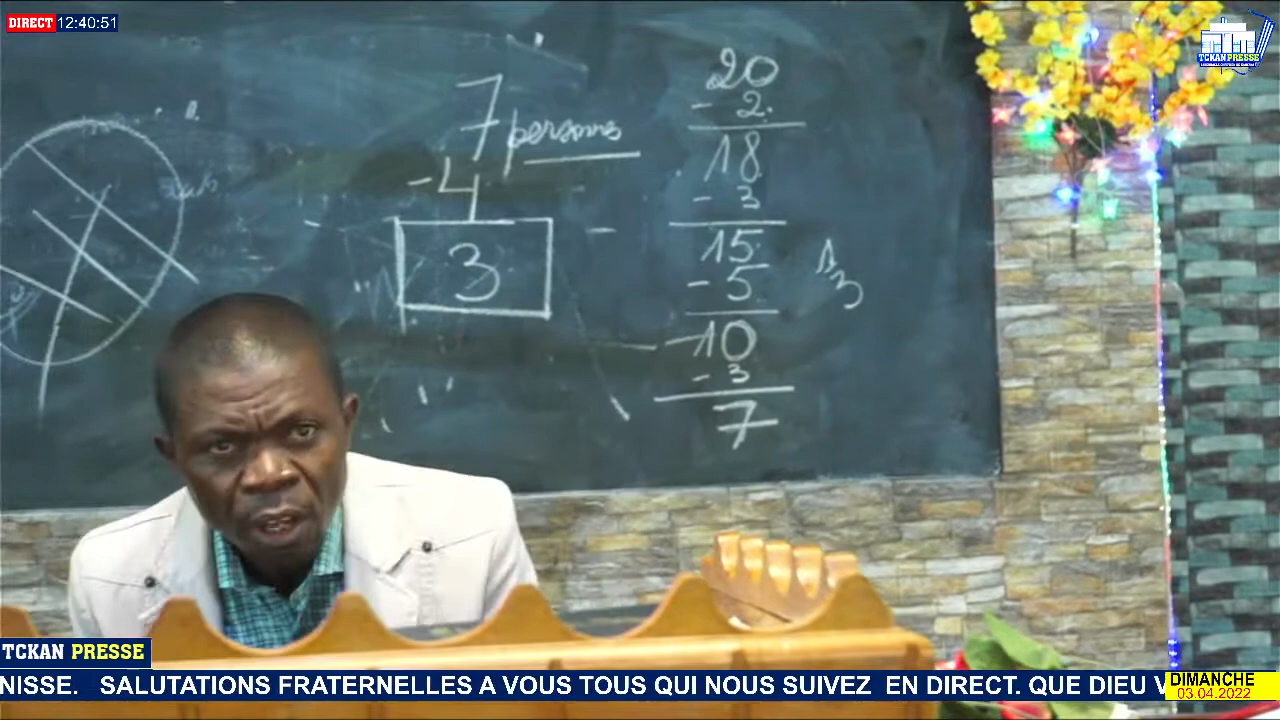 DIRECT 12:40:51
TCKAN PRESSE
7 personnes
-4
3
20
- 2
18
- 3
15
- 5
10
- 3
7
3
TCKAN PRESSE
NISSE. SALUTATIONS FRATERNELLES A VOUS TOUS QUI NOUS SUIVEZ EN DIRECT. QUE DIEU V
DIMANCHE
03.04.2022